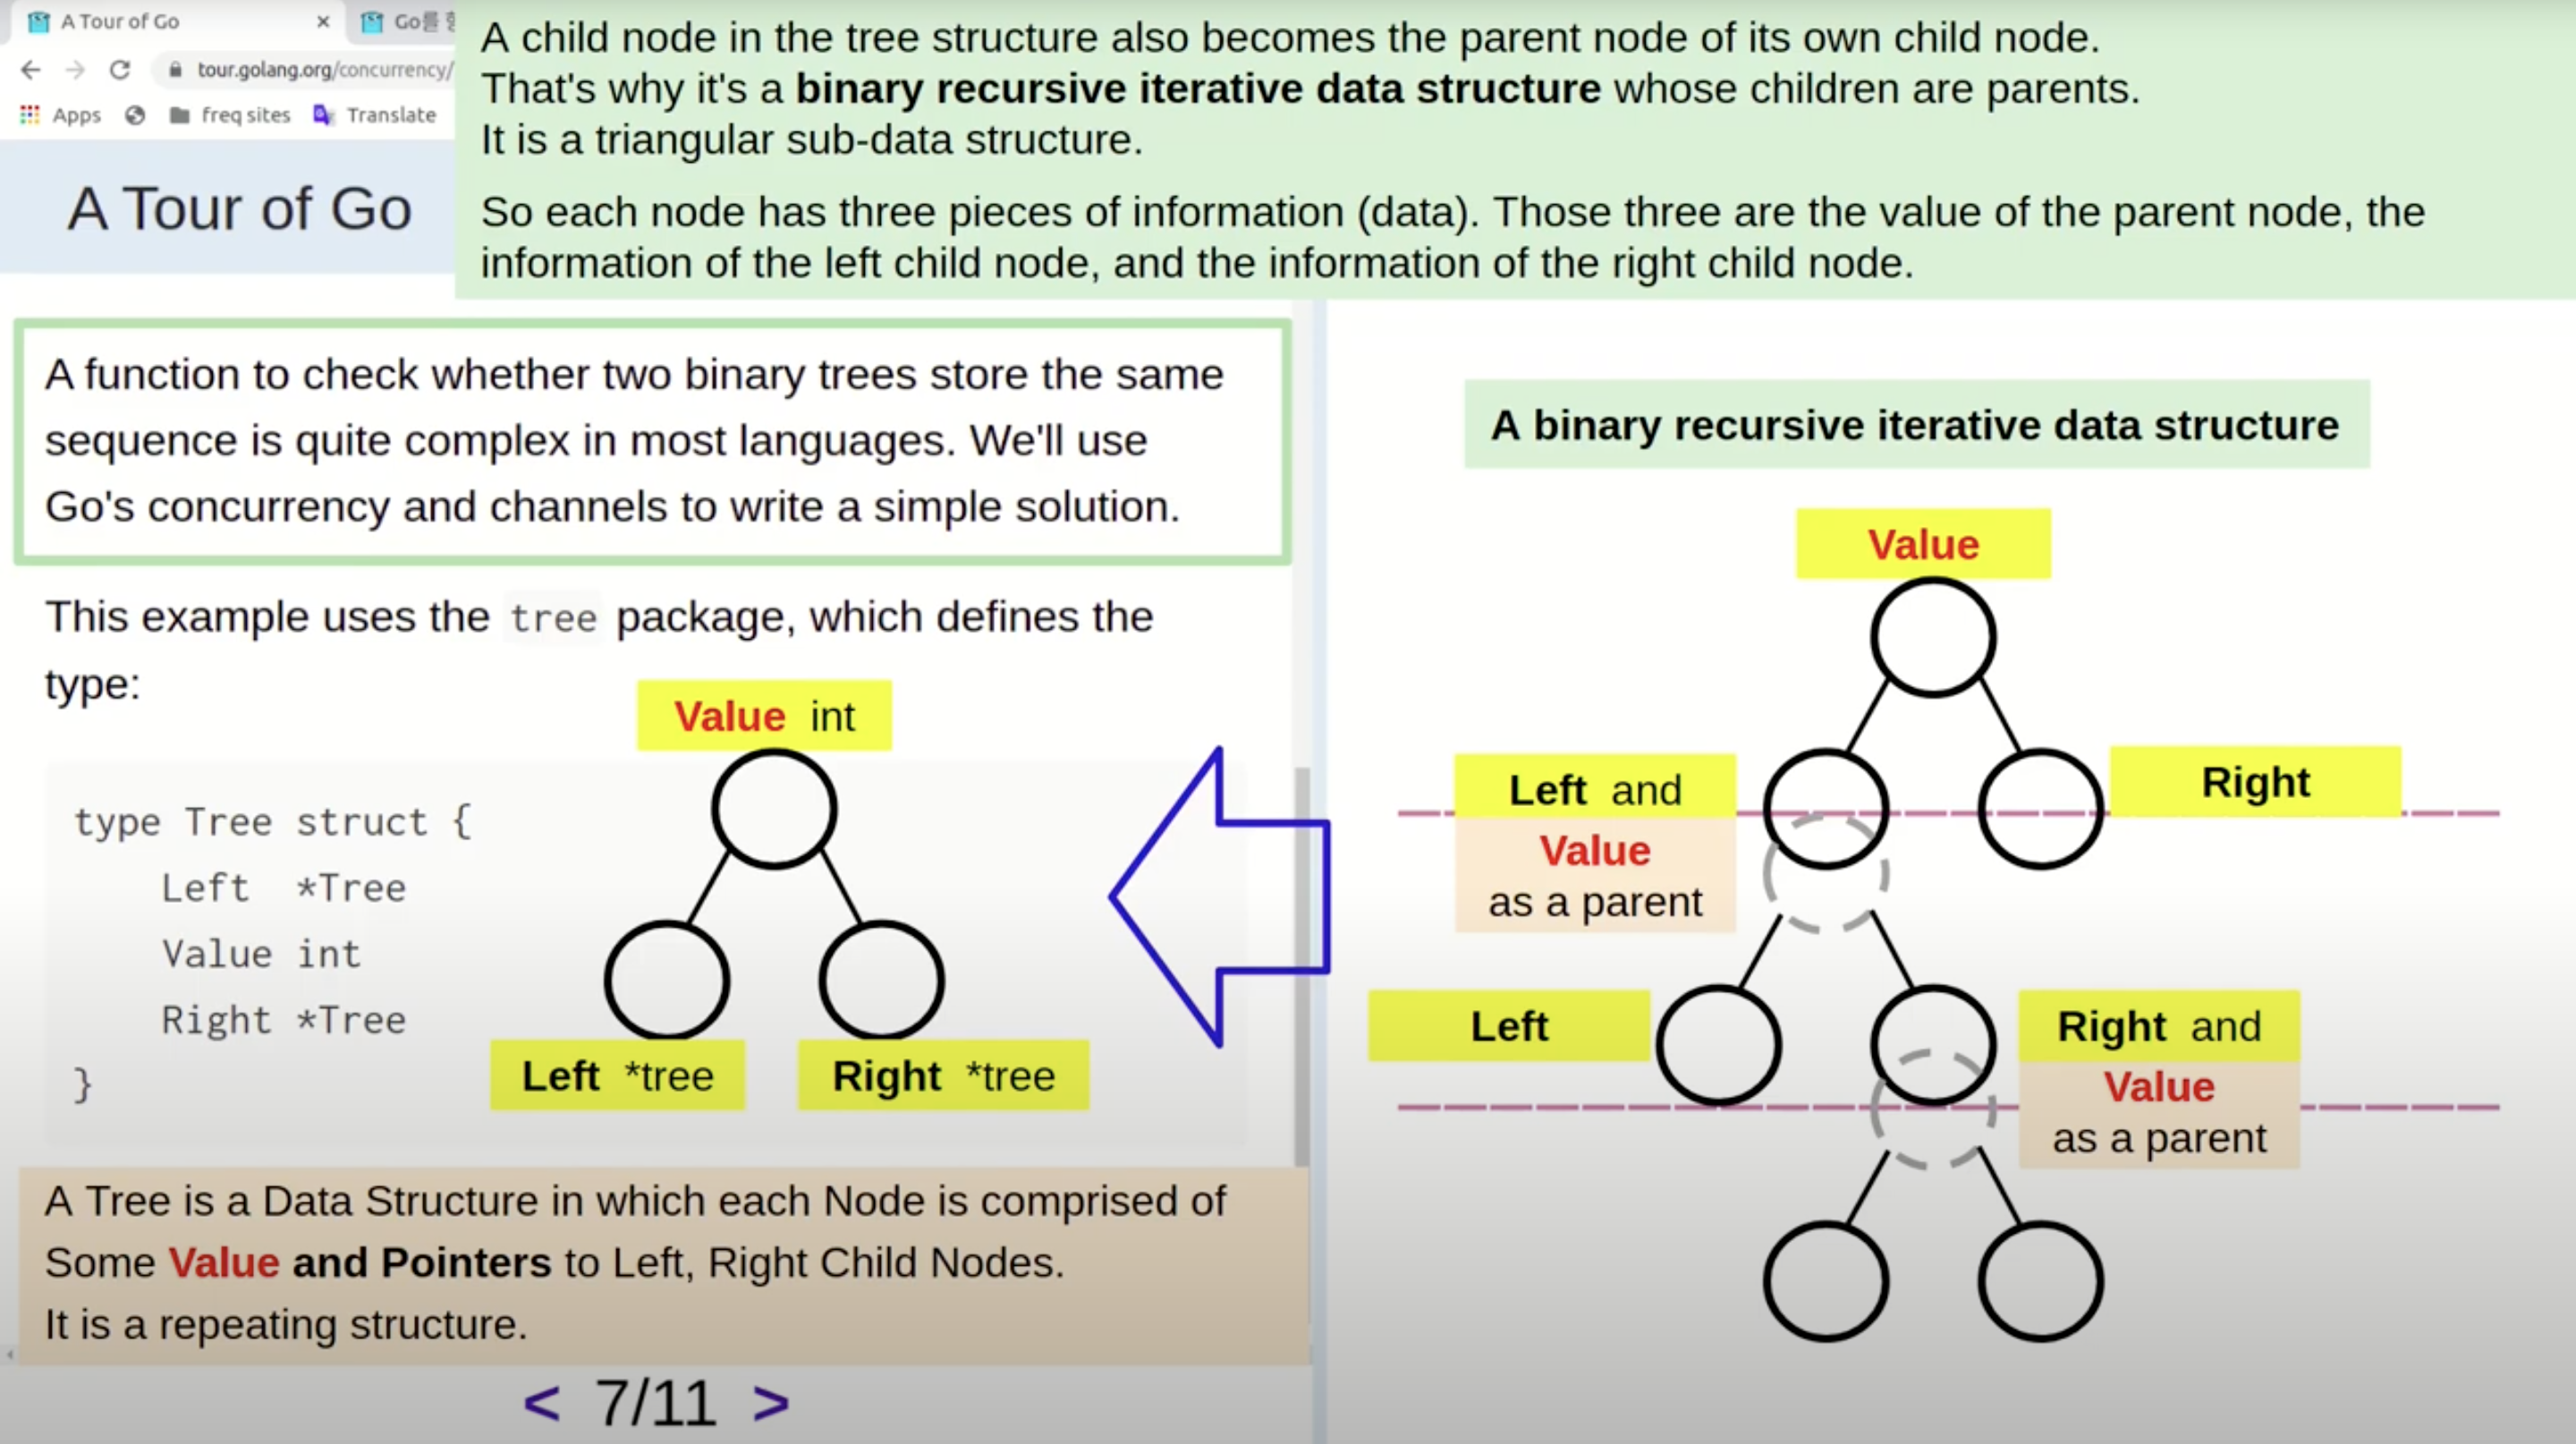 A Tour of Go
Go를
tour.golang.org/concurrency/
Apps
freq sites
Translate
A Tour of Go
A child node in the tree structure also becomes the parent node of its own child node.
That's why it's a binary recursive iterative data structure whose children are parents.
It is a triangular sub-data structure.
So each node has three pieces of information (data). Those three are the value of the parent node, the
information of the left child node, and the information of the right child node.
A function to check whether two binary trees store the same
sequence is quite complex in most languages. We'll use
Go's concurrency and channels to write a simple solution.
This example uses the tree package, which defines the
type:
Value int
type Tree struct {
Left *Tree
Value int
Right *Tree
}
Left *tree
Right *tree
A Tree is a Data Structure in which each Node is comprised of
Some Value and Pointers to Left, Right Child Nodes.
It is a repeating structure.
< 7/11 >
A binary recursive iterative data structure
Value
Left and
Value
as a parent
Right
Left
Right and
Value
as a parent